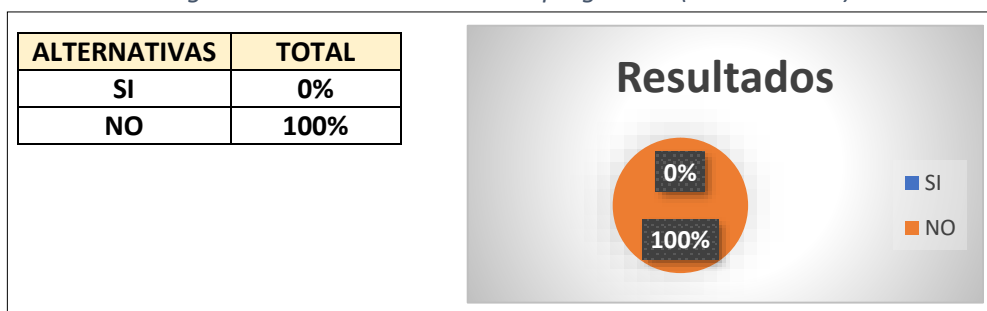 ALTERNATIVAS TOTAL
SI 0%
NO 100%
Resultados
0%
100%
SI
NO